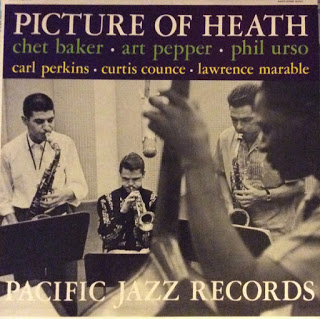 PICTURE OF HEATH
chet baker • art pepper • phil urso
carl perkins • curtis counce • lawrence marable
PACIFIC JAZZ RECORDS